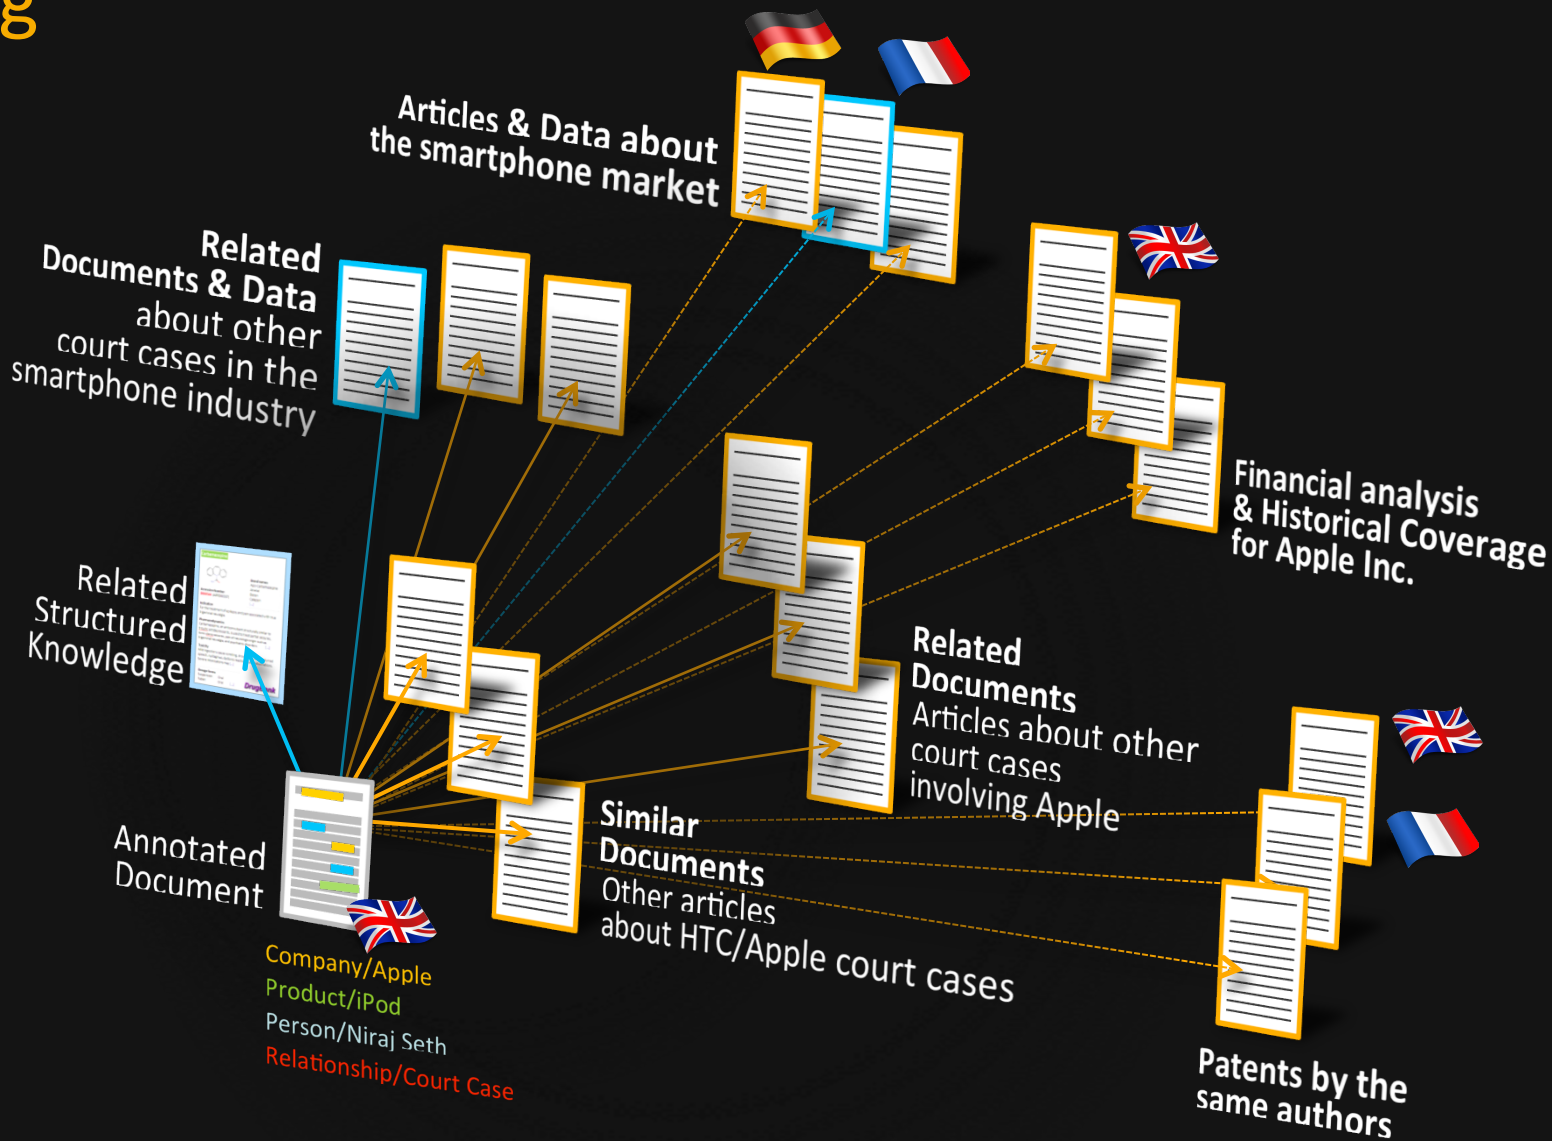 g
Articles & Data about
the smartphone market
Related
Documents & Data
about other
court cases in the
smartphone industry
Financial analysis
& Historical Coverage
for Apple Inc.
Related
Structured
Knowledge
Related
Documents
Articles about other
court cases
involving Apple
Similar
Documents
Other articles
about HTC/Apple court cases
Annotated
Document
Company/Apple
Product/iPod
Person/Niraj Seth
Relationship/Court Case
Patents by the
same authors